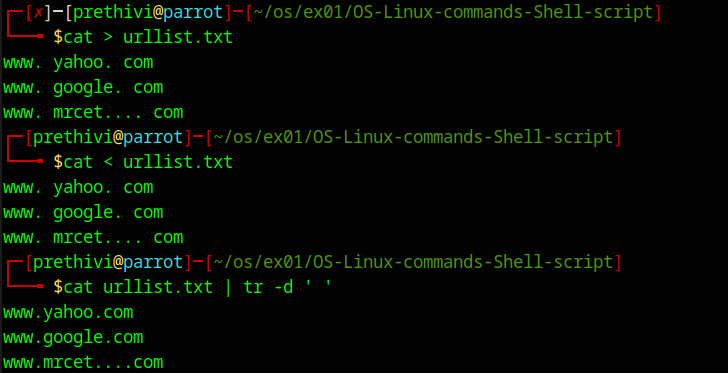 ┌─[✗]─[prethivi@parrot]─[~/os/ex01/OS-Linux-commands-Shell-script]
└──╼ $cat > urllist.txt
www. yahoo. com
www. google. com
www. mrcet.... com
┌─[prethivi@parrot]─[~/os/ex01/OS-Linux-commands-Shell-script]
└──╼ $cat < urllist.txt
www. yahoo. com
www. google. com
www. mrcet.... com
┌─[prethivi@parrot]─[~/os/ex01/OS-Linux-commands-Shell-script]
└──╼ $cat urllist.txt | tr -d ' '
www.yahoo.com
www.google.com
www.mrcet....com